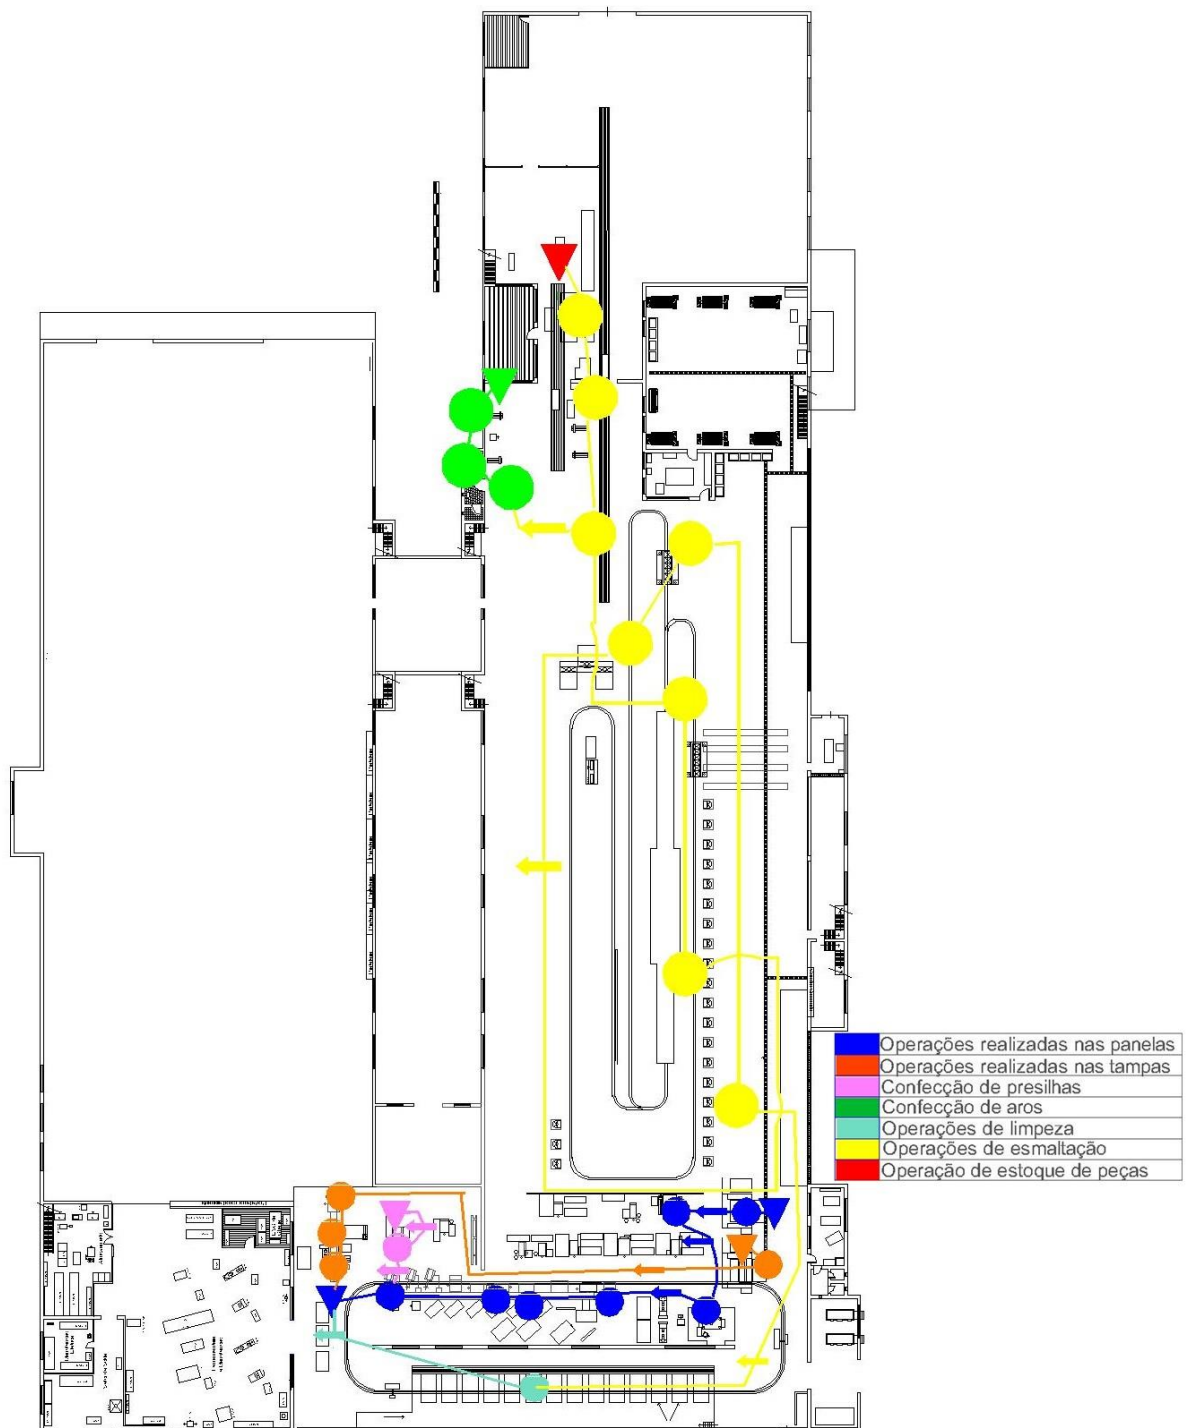 Operações realizadas nas panelas
Operações realizadas nas tampas
Confecção de presilhas
Confecção de aros
Operações de limpeza
Operações de esmaltação
Operação de estoque de peças